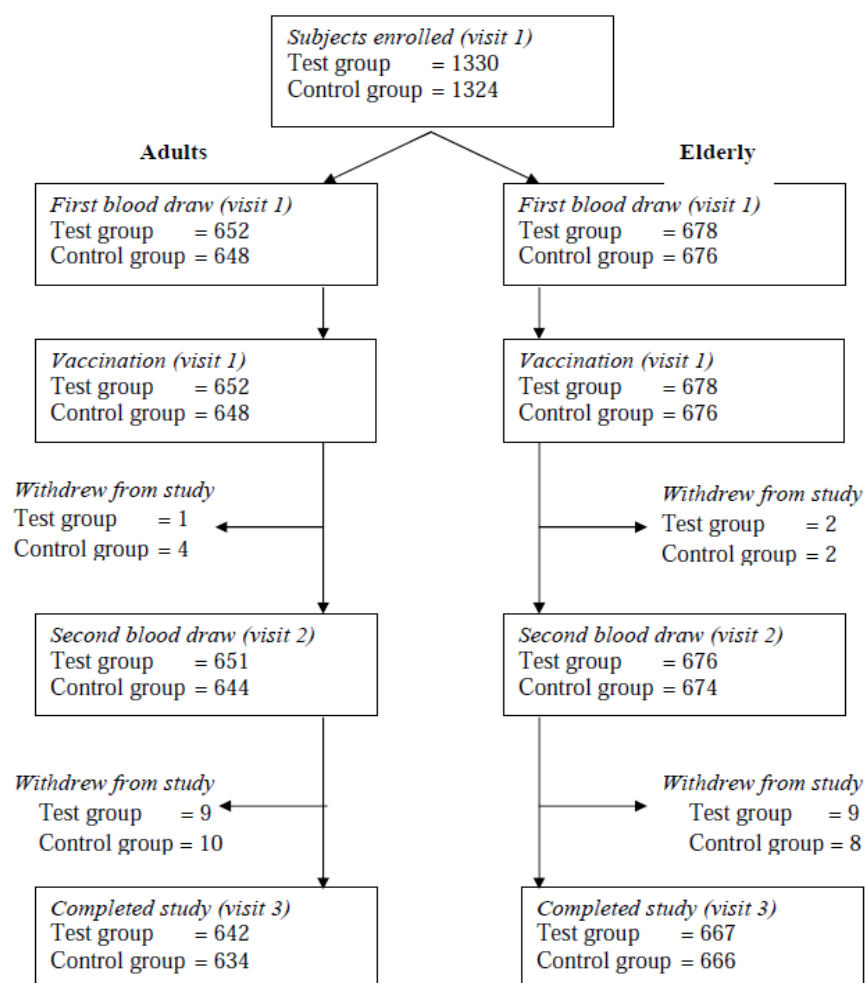 Subjects enrolled (visit 1)
Test group = 1330
Control group = 1324
Adults
Elderly
First blood draw (visit 1)
Test group = 652
Control group = 648
First blood draw (visit 1)
Test group = 678
Control group = 676
Vaccination (visit 1)
Test group = 652
Control group = 648
Vaccination (visit 1)
Test group = 678
Control group = 676
Withdrew from study
Test group = 1
Control group = 4
Withdrew from study
Test group = 2
Control group = 2
Second blood draw (visit 2)
Test group = 651
Control group = 644
Second blood draw (visit 2)
Test group = 676
Control group = 674
Withdrew from study
Test group = 9
Control group = 10
Withdrew from study
Test group = 9
Control group = 8
Completed study (visit 3)
Test group = 642
Control group = 634
Completed study (visit 3)
Test group = 667
Control group = 666